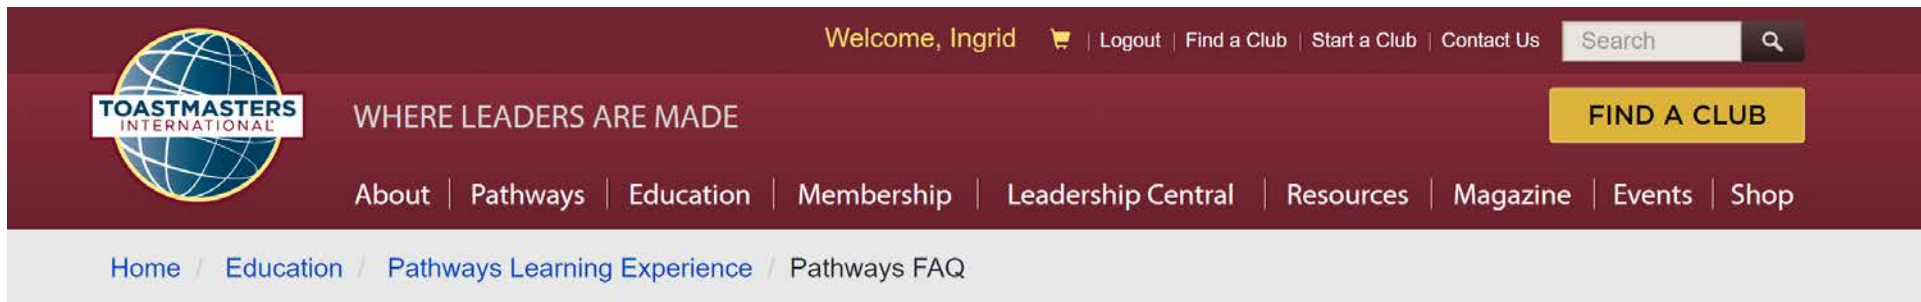 Welcome, Ingrid | Logout | Find a Club | Start a Club | Contact Us Search
TOASTMASTERS
INTERNATIONAL
WHERE LEADERS ARE MADE
FIND A CLUB
About | Pathways | Education | Membership | Leadership Central | Resources | Magazine | Events | Shop
Home / Education / Pathways Learning Experience / Pathways FAQ